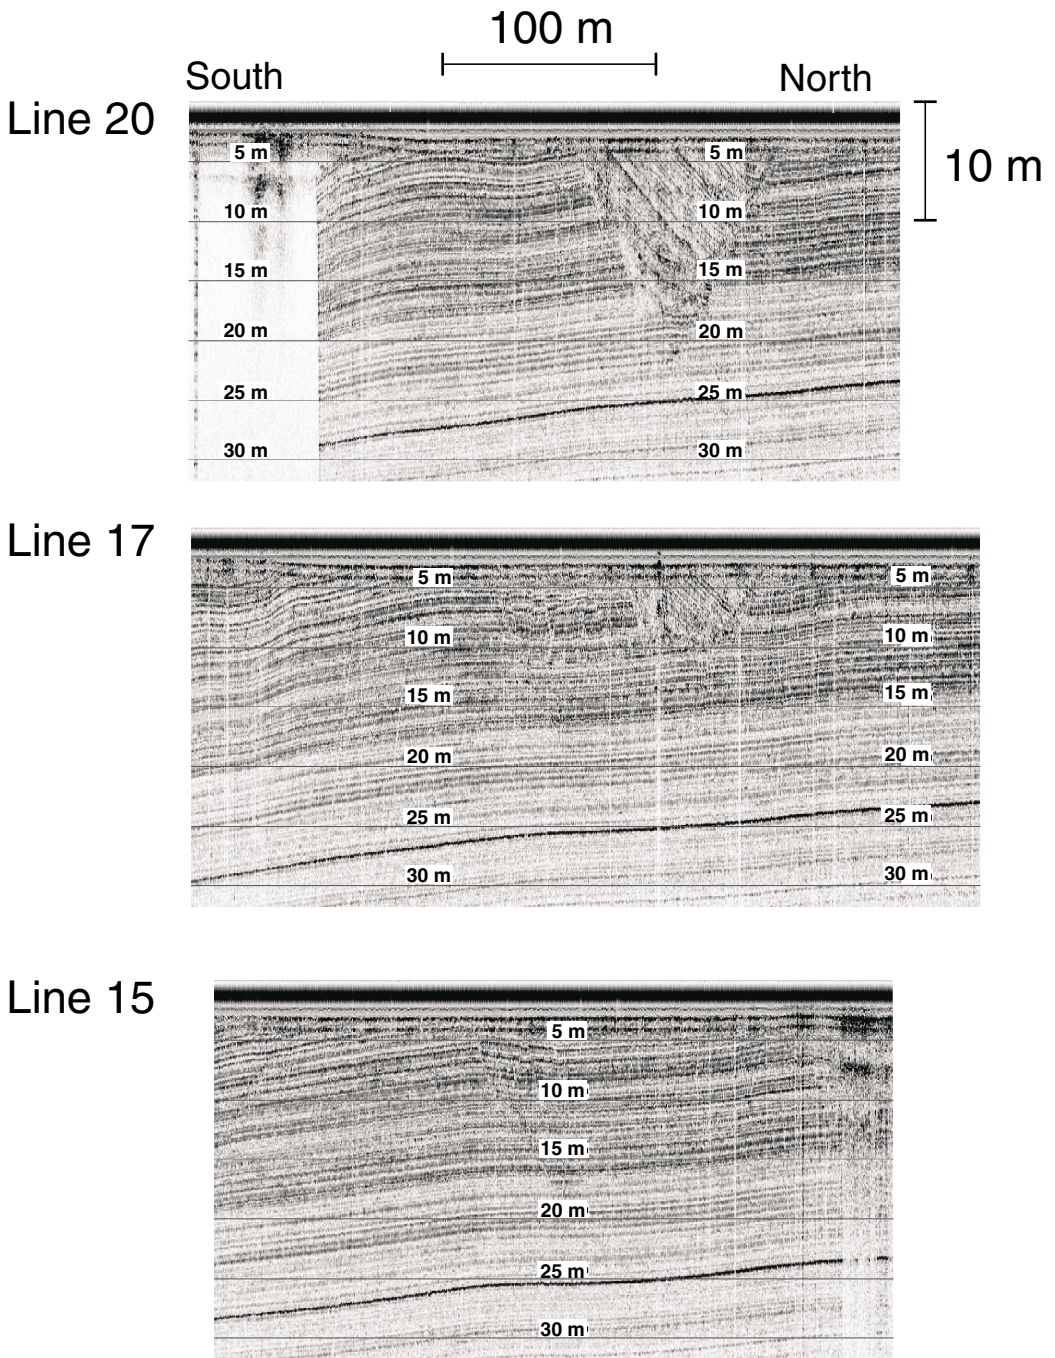 100 m
South North
Line 20
10 m
5 m 5 m
10 m 10 m
15 m 15 m
20 m 20 m
25 m 25 m
30 m 30 m
Line 17
5 m 5 m
10 m 10 m
15 m 15 m
20 m 20 m
25 m 25 m
30 m 30 m
Line 15
5 m
10 m
15 m
20 m
25 m
30 m